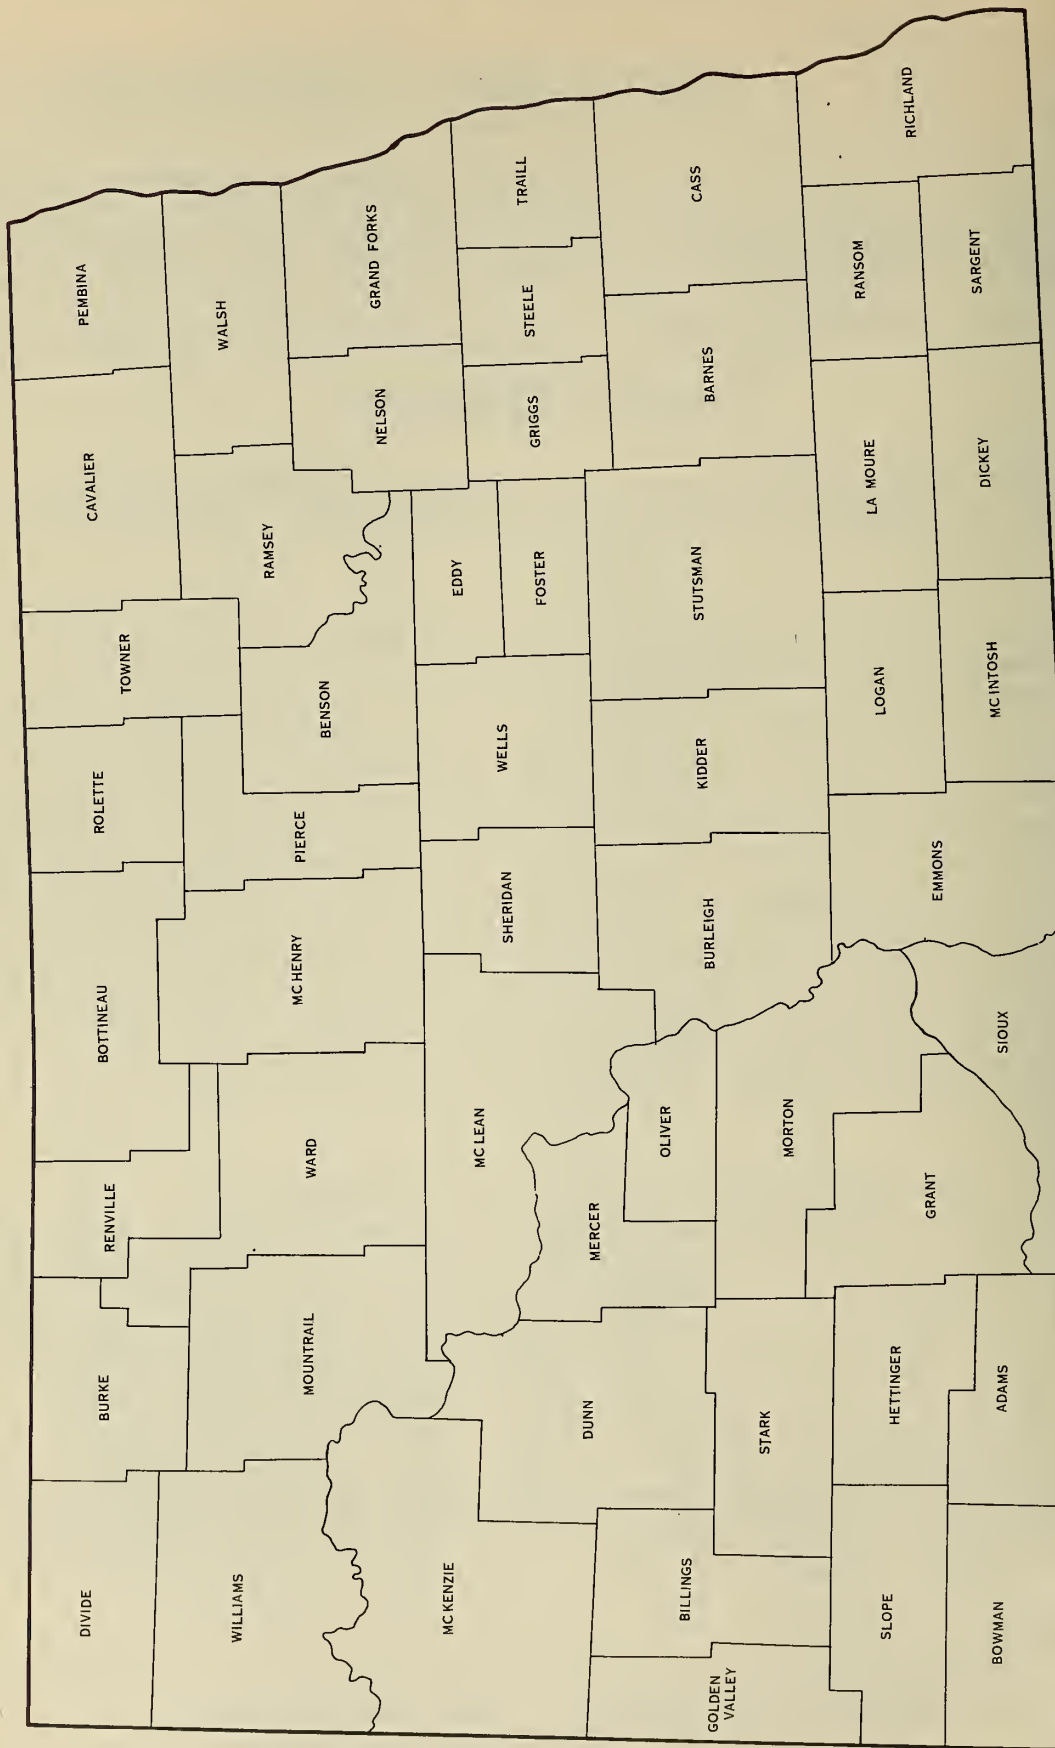 DIVIDE
BURKE
RENVILLE
BOTTINEAU
ROLETTE
TOWNER
CAVALIER
PEMBINA
WILLIAMS
MOUNTRAIL
WARD
MC HENRY
PIERCE
BENSON
RAMSEY
WALSH
NELSON
GRAND FORKS
MC KENZIE
MC LEAN
SHERIDAN
WELLS
EDDY
FOSTER
GRIGGS
STEELE
TRAILL
DUNN
MERCER
OLIVER
GOLDEN
VALLEY
BILLINGS
STARK
MORTON
BURLEIGH
KIDDER
STUTSMAN
BARNES
CASS
SLOPE
HETTINGER
GRANT
EMMONS
LOGAN
LA MOURE
RANSOM
RICHLAND
BOWMAN
ADAMS
SIOUX
MC INTOSH
DICKEY
SARGENT